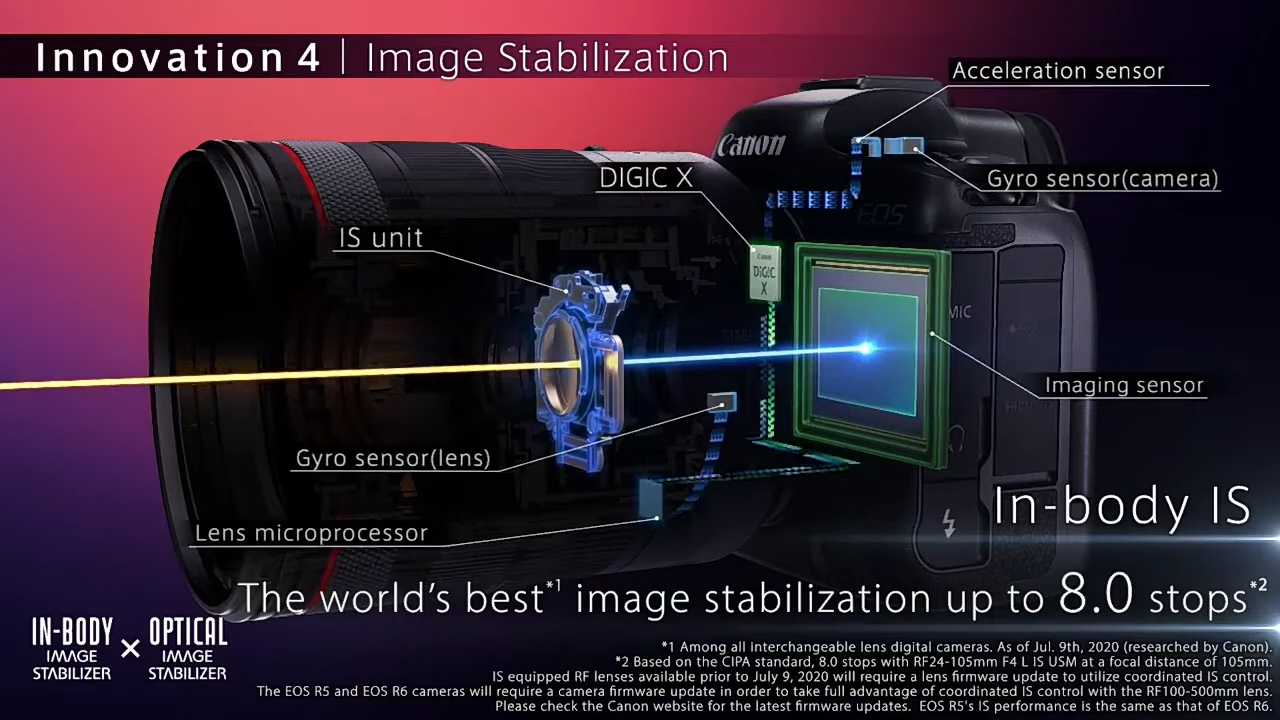 Innovation 4 | Image Stabilization
Acceleration sensor
Canon
DIGIC X
Gyro sensor(camera)
EOS
IS unit
Canon
DIGIC
X
MIC
Imaging sensor
Gyro sensor(lens)
In-body IS
Lens microprocessor
The world's best*1 image stabilization up to 8.0 stops*2
IN-BODY × OPTICAL
IMAGE IMAGE
STABILIZER STABILIZER
*1 Among all interchangeable lens digital cameras. As of Jul. 9th, 2020 (researched by Canon).
*2 Based on the CIPA standard, 8.0 stops with RF24-105mm F4 L IS USM at a focal distance of 105mm.
IS equipped RF lenses available prior to July 9, 2020 will require a lens firmware update to utilize coordinated IS control.
The EOS R5 and EOS R6 cameras will require a camera firmware update in order to take full advantage of coordinated IS control with the RF100-500mm lens.
Please check the Canon website for the latest firmware updates. EOS R5's IS performance is the same as that of EOS R6.